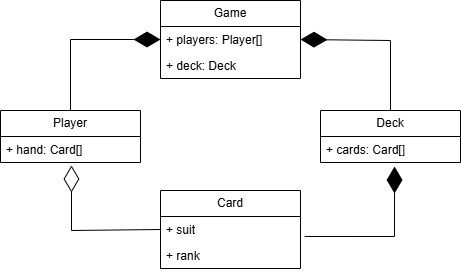 Game
+ players: Player[]
+ deck: Deck
Player
+ hand: Card[]
Deck
+ cards: Card[]
Card
+ suit
+ rank